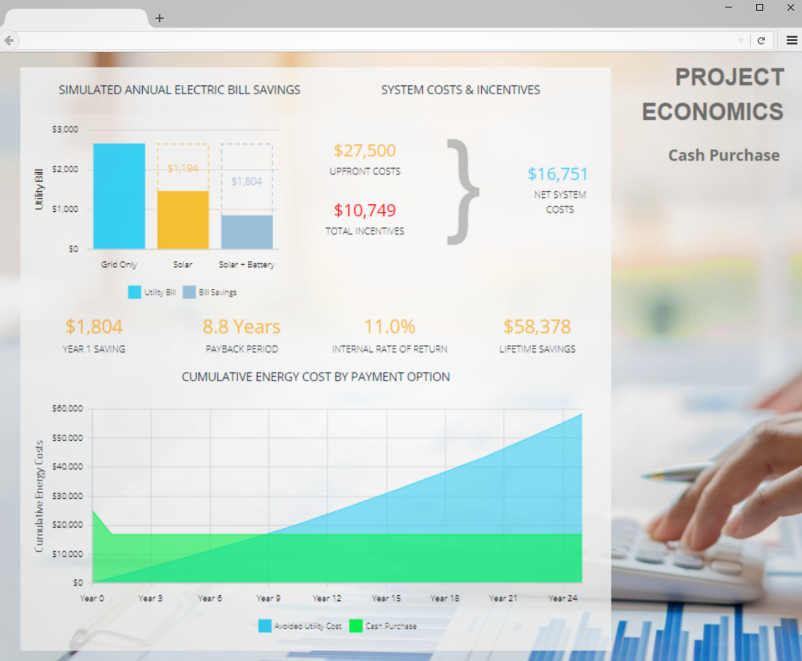 PROJECT
ECONOMICS
Cash Purchase
SIMULATED ANNUAL ELECTRIC BILL SAVINGS
$3,000
$2,000
$1,000
$0
Utility Bill
$1,194
$1,804
Grid Only
Solar
Solar + Battery
Utility Bill
Bill Savings
SYSTEM COSTS & INCENTIVES
$27,500
UPFRONT COSTS
$10,749
TOTAL INCENTIVES
}
$16,751
NET SYSTEM
COSTS
$1,804
YEAR 1 SAVING
8.8 Years
PAYBACK PERIOD
11.0%
INTERNAL RATE OF RETURN
$58,378
LIFETIME SAVINGS
CUMULATIVE ENERGY COST BY PAYMENT OPTION
$60,000
$50,000
$40,000
$30,000
$20,000
$10,000
$0
Cumulative Energy Costs
Year 0
Year 3
Year 6
Year 9
Year 12
Year 15
Year 18
Year 21
Year 24
Avoided Utility Cost
Cash Purchase